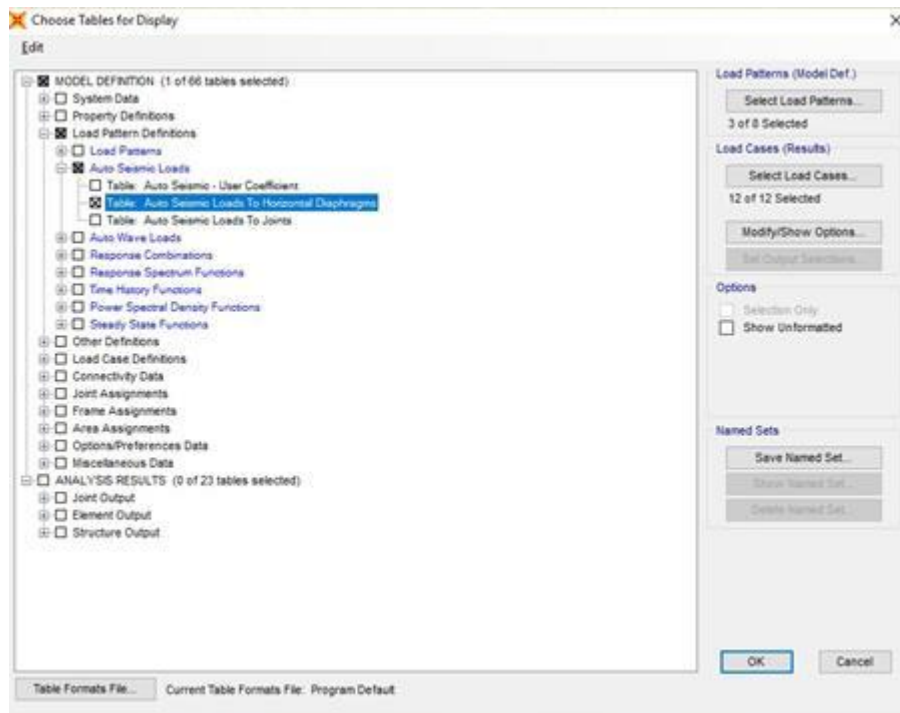 Choose Tables for Display
Edit
MODEL DEFINITION (1 of 66 tables selected)
System Data
Property Definitions
Load Pattern Definitions
Load Patterns
Auto Seismic Loads
Table: Auto Seismic - User Coefficient
Table: Auto Seismic Loads To Horizontal Diaphragms
Table: Auto Seismic Loads To Joints
Auto Wave Loads
Response Combinations
Response Spectrum Functions
Time History Functions
Power Spectral Density Functions
Steady State Functions
Other Definitions
Load Case Definitions
Connectivity Data
Joint Assignments
Frame Assignments
Area Assignments
Options/Preferences Data
Miscellaneous Data
ANALYSIS RESULTS (0 of 23 tables selected)
Joint Output
Element Output
Structure Output
Load Patterns (Model Def.)
Select Load Patterns...
3 of 8 Selected
Load Cases (Results)
Select Load Cases...
12 of 12 Selected
Modify/Show Options...
Set Output Selections...
Options
Selection Only
Show Unformatted
Named Sets
Save Named Set...
Show Named Set...
Delete Named Set...
OK
Cancel
Table Formats File...
Current Table Formats File: Program Default